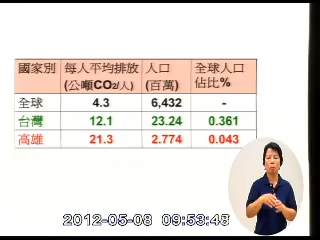 國家別 每人平均排放 人口 全球人口
(公噸CO2/人) (百萬) 佔比%
全球 4.3 6,432 -
台灣 12.1 23.24 0.361
高雄 21.3 2.774 0.043
2012-05-08 09:53:48